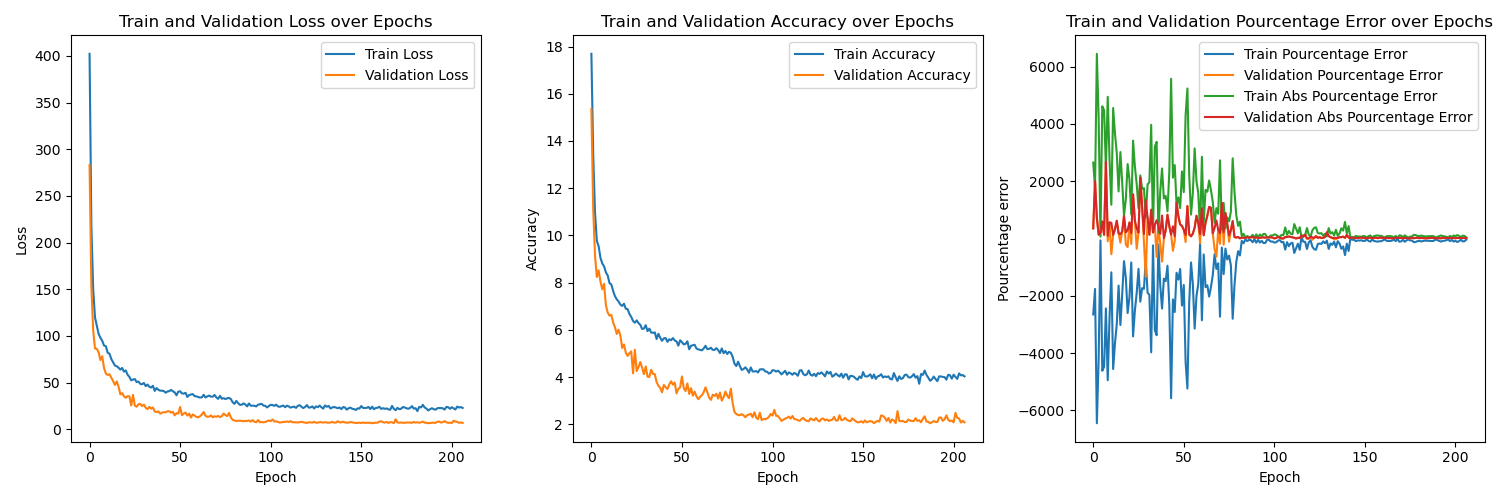 Train and Validation Loss over Epochs
Train Loss
Validation Loss
400
350
300
250
200
150
100
50
0
Loss
0
50
100
150
200
Epoch
Train and Validation Accuracy over Epochs
Train Accuracy
Validation Accuracy
18
16
14
12
10
8
6
4
2
Accuracy
0
50
100
150
200
Epoch
Train and Validation Pourcentage Error over Epochs
Train Pourcentage Error
Validation Pourcentage Error
Train Abs Pourcentage Error
Validation Abs Pourcentage Error
6000
4000
2000
0
−2000
−4000
−6000
Pourcentage error
0
50
100
150
200
Epoch